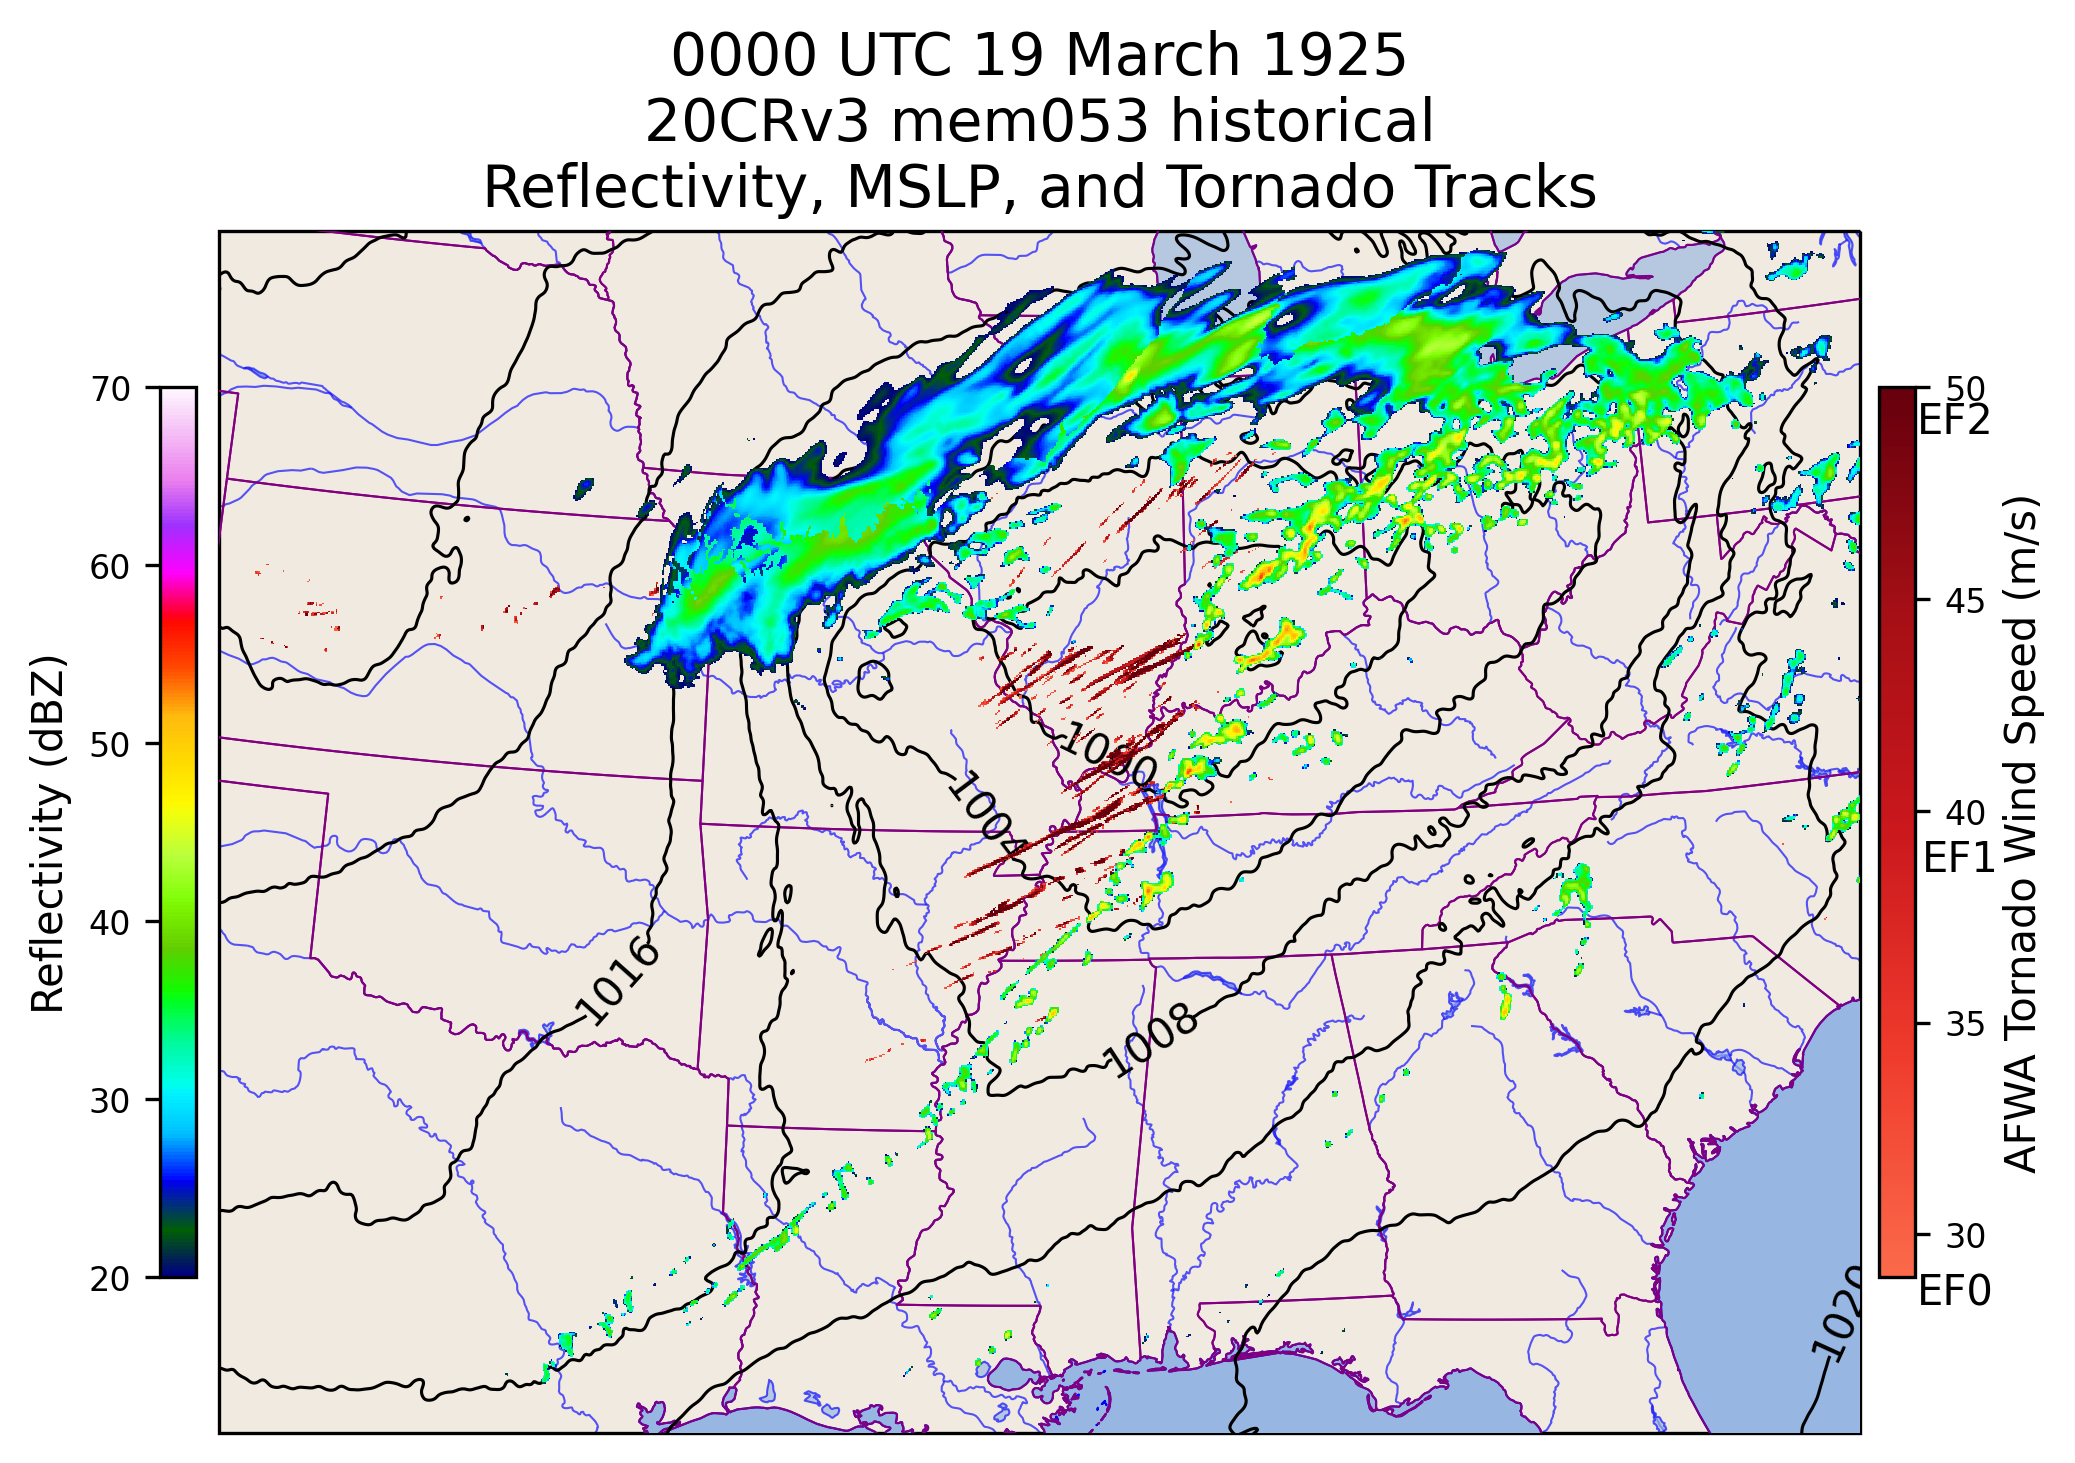 0000 UTC 19 March 1925
20CRv3 mem053 historical
Reflectivity, MSLP, and Tornado Tracks
Reflectivity (dBZ)
70
60
50
40
30
20
1000
1004
1016
1008
1020
50
EF2
45
40
EF1
35
30
EF0
AFWA Tornado Wind Speed (m/s)